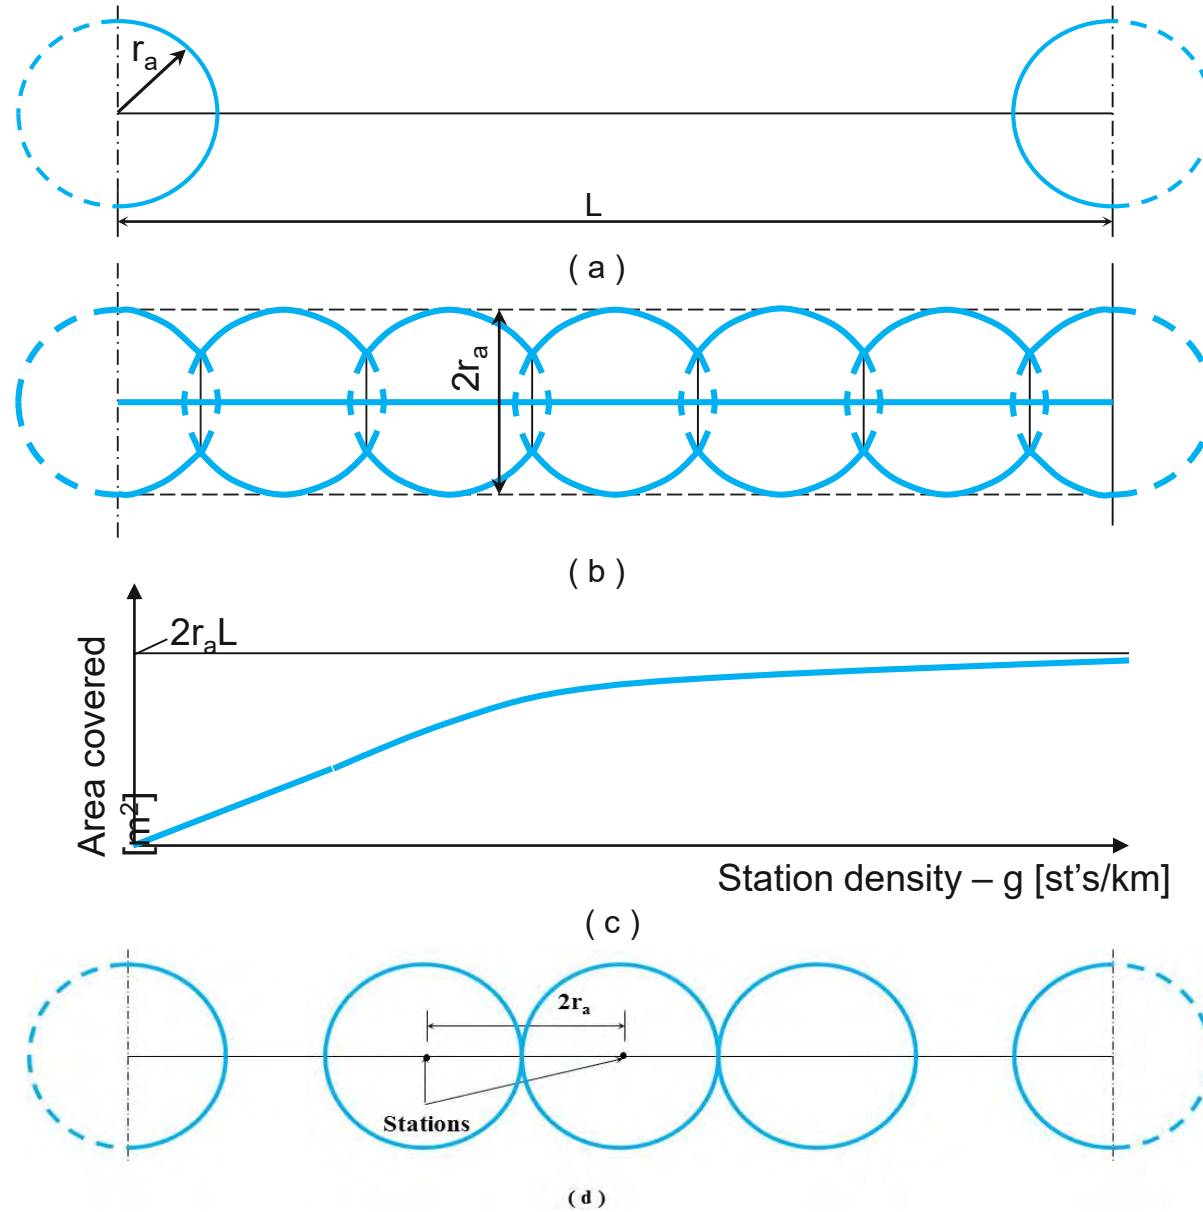 rₐ
L
( a )
2rₐ
( b )
2rₐL
Area covered
[m²]
Station density – g [st’s/km]
( c )
2rₐ
Stations
( d )